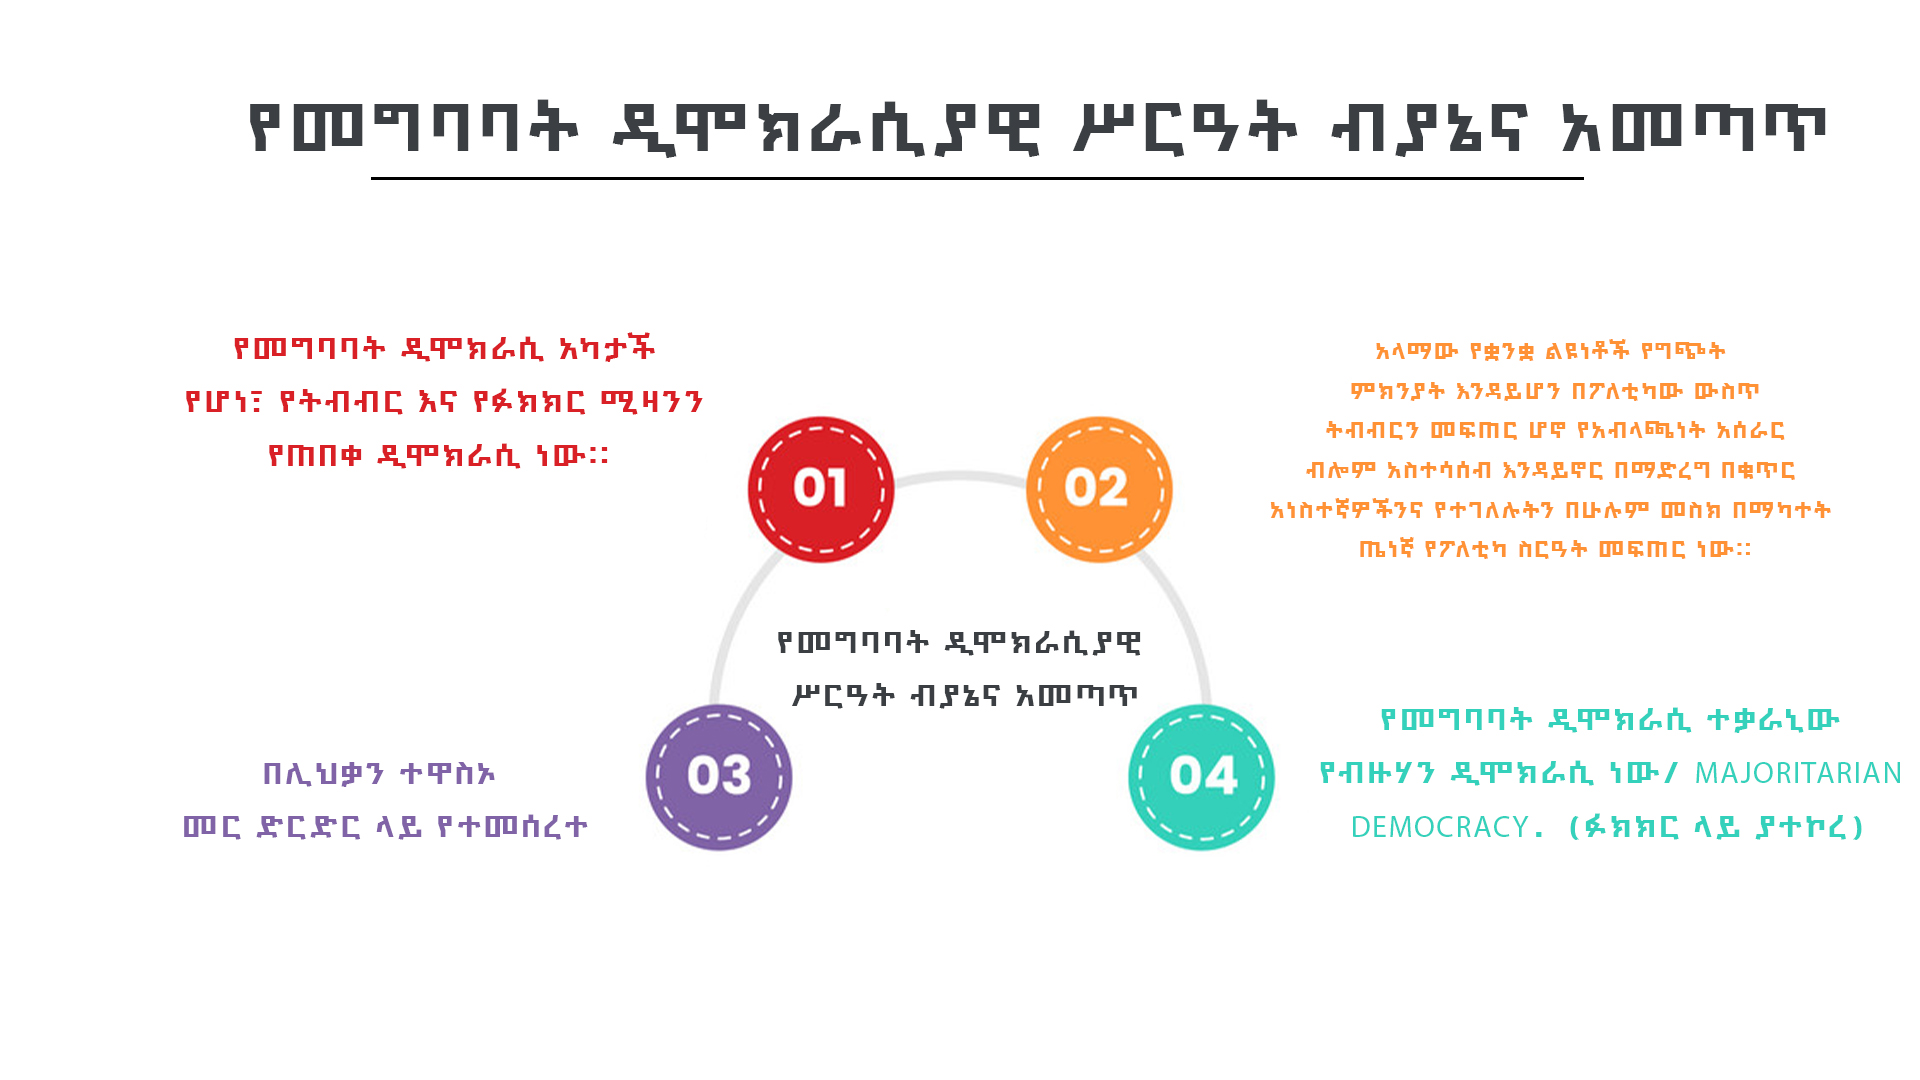 የመግባባት ዲሞክራሲያዊ ሥርዓት ብያኔና አመጣጥ
የመግባባት ዲሞክራሲ አካታች
የሆነ፣ የትብብር እና የፉክክር ሚዛንን
የጠበቀ ዲሞክራሲ ነው።
01
02
አላማው የቋንቋ ልዩነቶች የግጭት
ምክንያት እንዳይሆን በፖለቲካው ውስጥ
ትብብርን መፍጠር ሆኖ የአብላጫነት አሰራር
ብሎም አስተሳሰብ እንዳይኖር በማድረግ በቁጥር
አነስተኛዎችንና የተገለሉትን በሁሉም መስክ በማካተት
ጤነኛ የፖለቲካ ስርዓት መፍጠር ነው።
የመግባባት ዲሞክራሲያዊ
ሥርዓት ብያኔና አመጣጥ
በሊህቃን ተዋስኦ
መር ድርድር ላይ የተመሰረተ
03
04
የመግባባት ዲሞክራሲ ተቃራኒው
የብዙሃን ዲሞክራሲ ነው/ MAJORITARIAN
DEMOCRACY. (ፉክክር ላይ ያተኮረ)